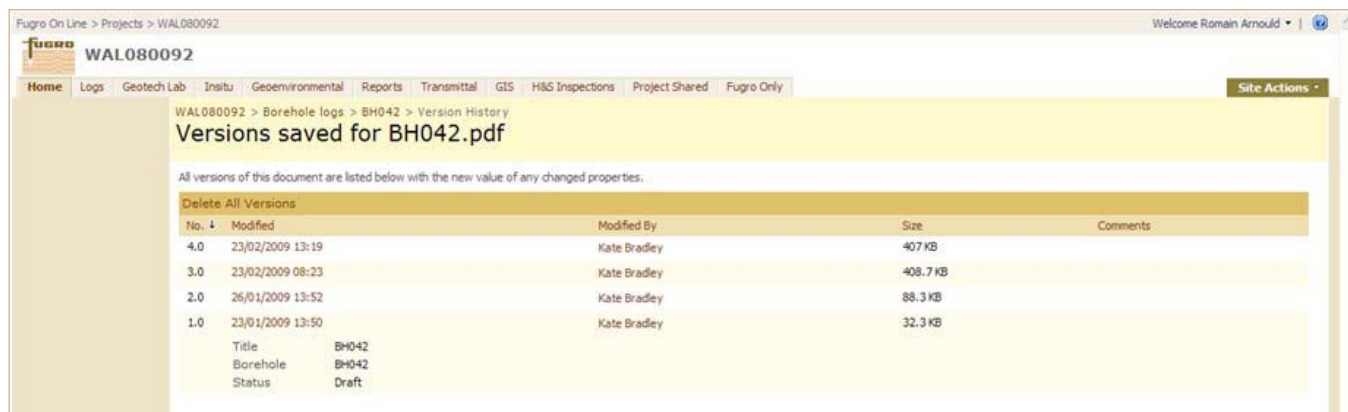 Fugro On Line > Projects > WAL080092
Welcome Romain Arnould
FUGRO
WAL080092
Home Logs Geotech Lab Insitu Geoenvironmental Reports Transmittal GIS H&S Inspections Project Shared Fugro Only
Site Actions
WAL080092 > Borehole logs > BH042 > Version History
Versions saved for BH042.pdf
All versions of this document are listed below with the new value of any changed properties.
Delete All Versions
No. ↓ Modified Modified By Size Comments
4.0 23/02/2009 13:19 Kate Bradley 407 KB
3.0 23/02/2009 08:23 Kate Bradley 408.7 KB
2.0 26/01/2009 13:52 Kate Bradley 88.3 KB
1.0 23/01/2009 13:50 Kate Bradley 32.3 KB
Title BH042
Borehole BH042
Status Draft